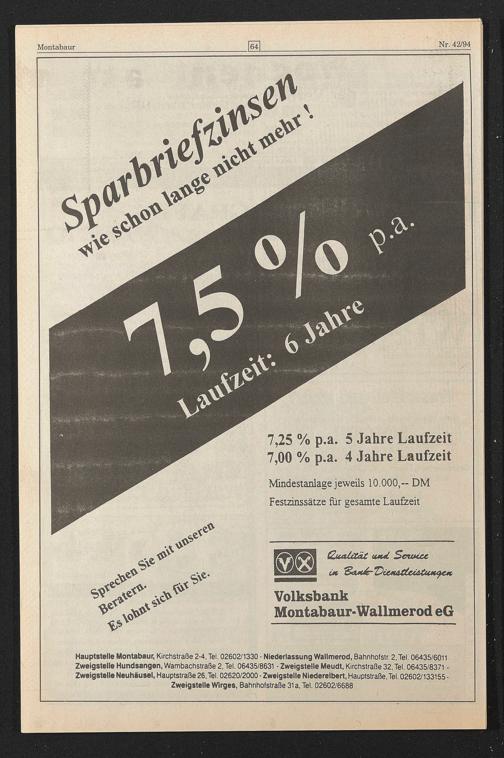 Montabaur
64
Nr. 42/94
Sparbriefzinsen
wie schon lange nicht mehr !
7,5 % p.a.
Laufzeit: 6 Jahre
7,25 % p.a. 5 Jahre Laufzeit
7,00 % p.a. 4 Jahre Laufzeit
Mindestanlage jeweils 10.000,-- DM
Festzinssätze für gesamte Laufzeit
Sprechen Sie mit unseren
Beratern.
Es lohnt sich für Sie.
Qualität und Service
in Bank-Dienstleistungen
Volksbank
Montabaur-Wallmerod eG
Hauptstelle Montabaur, Kirchstraße 2-4, Tel. 02602/1330 - Niederlassung Wallmerod, Bahnhofstr. 2, Tel. 06435/6011
Zweigstelle Hundsangen, Wambachstraße 2, Tel. 06435/8631 - Zweigstelle Meudt, Kirchstraße 32, Tel. 06435/8371 -
Zweigstelle Neuhäusel, Hauptstraße 26, Tel. 02620/2000 - Zweigstelle Niederelbert, Hauptstraße, Tel. 02602/133155 -
Zweigstelle Wirges, Bahnhofstraße 31a, Tel. 02602/6688